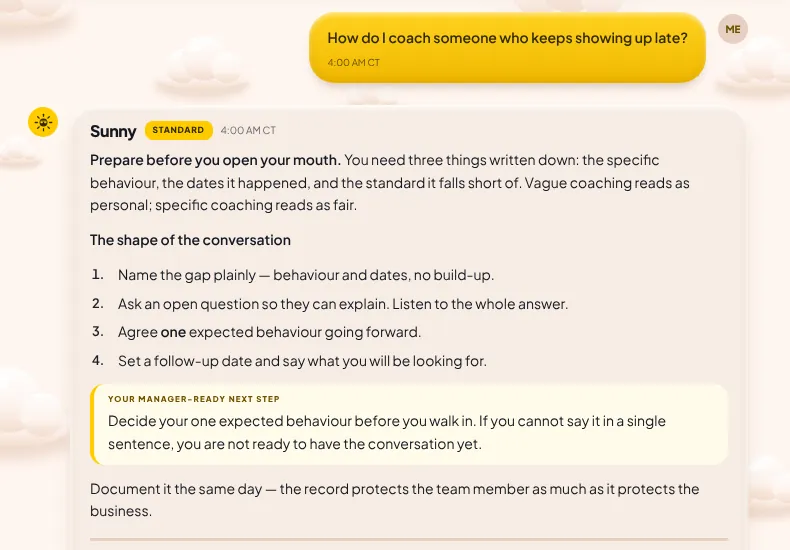 How do I coach someone who keeps showing up late?
ME
4:00 AM CT
Sunny STANDARD 4:00 AM CT
Prepare before you open your mouth. You need three things written down: the specific
behaviour, the dates it happened, and the standard it falls short of. Vague coaching reads as
personal; specific coaching reads as fair.
The shape of the conversation
1. Name the gap plainly — behaviour and dates, no build-up.
2. Ask an open question so they can explain. Listen to the whole answer.
3. Agree one expected behaviour going forward.
4. Set a follow-up date and say what you will be looking for.
YOUR MANAGER-READY NEXT STEP
Decide your one expected behaviour before you walk in. If you cannot say it in a single
sentence, you are not ready to have the conversation yet.
Document it the same day — the record protects the team member as much as it protects the
business.